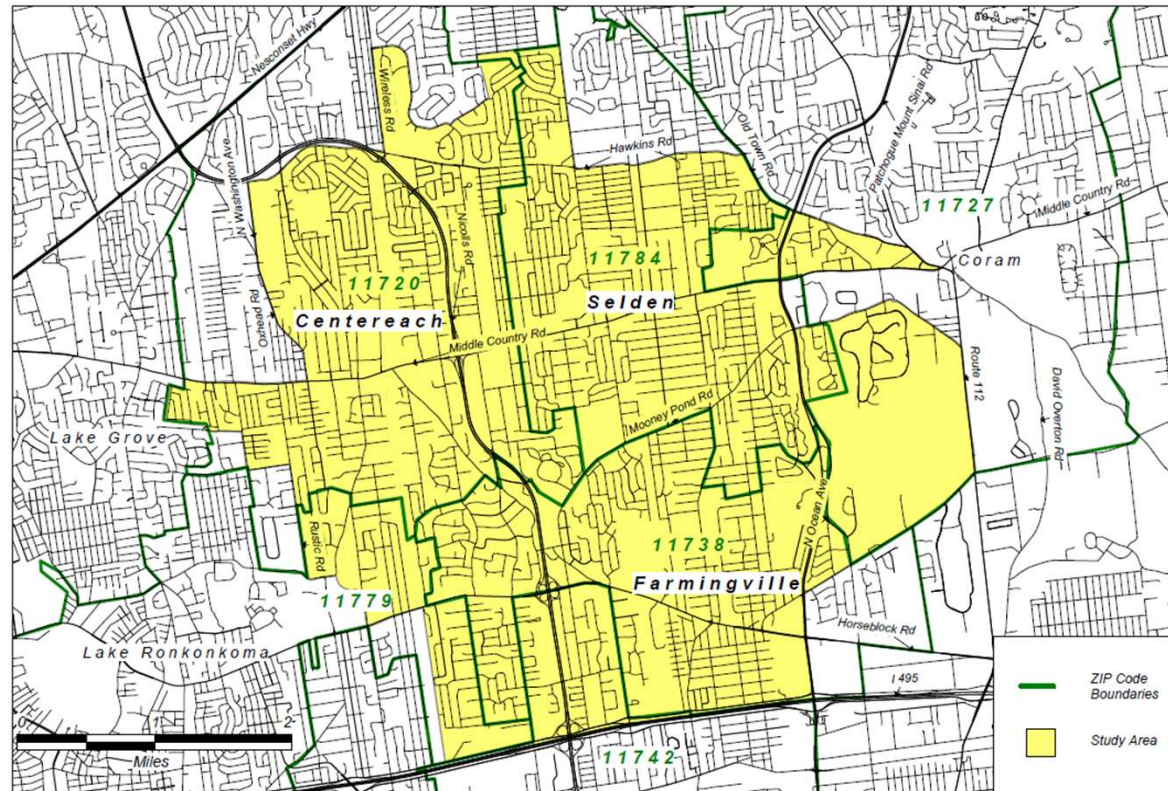 Nesconset Hwy
Wireless Rd
N Washington Ave
Hawkins Rd
Old Town Rd
Patchogue Mount Sinai Rd
11727
Middle Country Rd
Nicolls Rd
11784
Coram
11720
Selden
Centereach
Oxhead Rd
Middle Country Rd
Route 112
David Overton Rd
Mooney Pond Rd
Lake Grove
N Ocean Ave
Rustic Rd
11738
Farmingville
11779
Horseblock Rd
Lake Ronkonkoma
I 495
ZIP Code
Boundaries
0 1 2
Miles
Study Area
11742